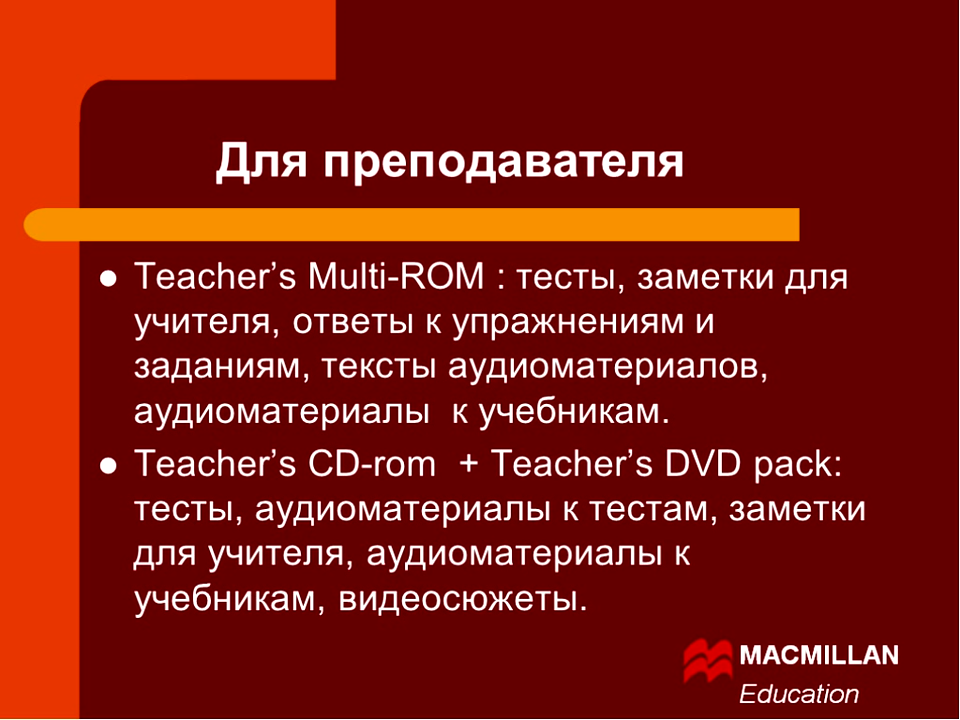 Для преподавателя
● Teacher’s Multi-ROM : тесты, заметки для
учителя, ответы к упражнениям и
заданиям, тексты аудиоматериалов,
аудиоматериалы к учебникам.
● Teacher’s CD-rom + Teacher’s DVD pack:
тесты, аудиоматериалы к тестам, заметки
для учителя, аудиоматериалы к
учебникам, видеосюжеты.
MACMILLAN
Education